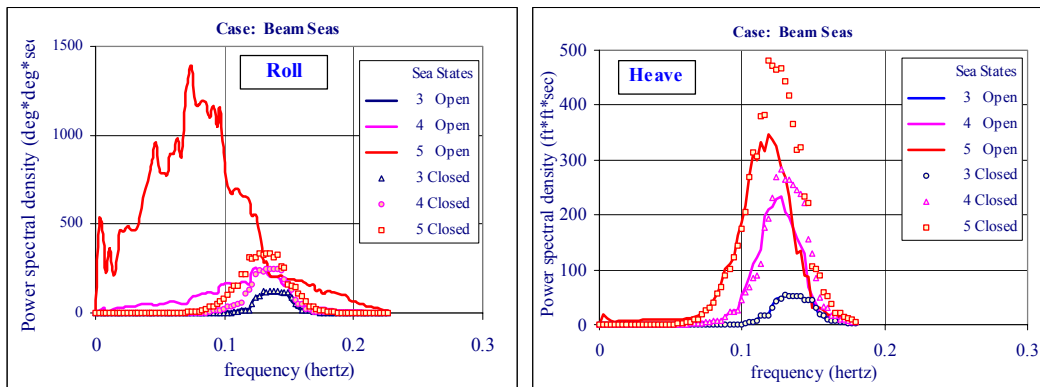 Case: Beam Seas
Roll
Power spectral density (deg*deg*sec
1500
1000
500
0
0
0.1
0.2
0.3
frequency (hertz)
Sea States
3 Open
4 Open
5 Open
3 Closed
4 Closed
5 Closed
Case: Beam Seas
Heave
Power spectral density (ft*ft*sec)
500
400
300
200
100
0
0
0.1
0.2
0.3
frequency (hertz)
Sea States
3 Open
4 Open
5 Open
3 Closed
4 Closed
5 Closed